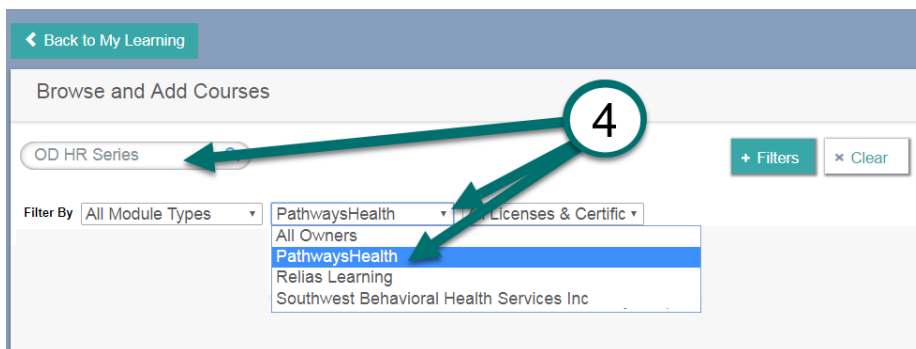 Back to My Learning
Browse and Add Courses
4
OD HR Series
+ Filters
× Clear
Filter By All Module Types PathwaysHealth Licenses & Certific
All Owners
PathwaysHealth
Relias Learning
Southwest Behavioral Health Services Inc